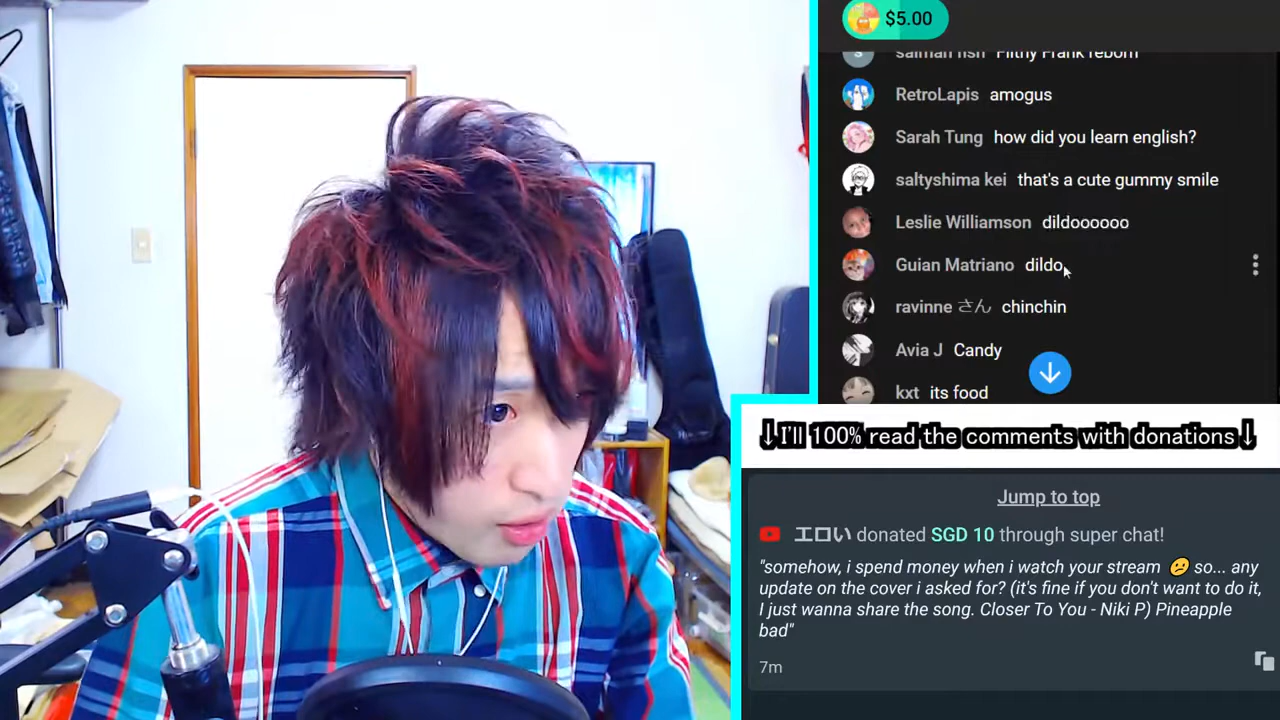 $5.00
salman fish Filthy Frank reborn
RetroLapis amogus
Sarah Tung how did you learn english?
saltyshima kei that's a cute gummy smile
Leslie Williamson dildoooooo
Guian Matriano dildo
ravinne さん chinchin
Avia J Candy
kxt its food
↓I'll 100% read the comments with donations↓
Jump to top
エロい donated SGD 10 through super chat!
"somehow, i spend money when i watch your stream 😕 so... any
update on the cover i asked for? (it's fine if you don't want to do it,
I just wanna share the song. Closer To You - Niki P) Pineapple
bad"
7m